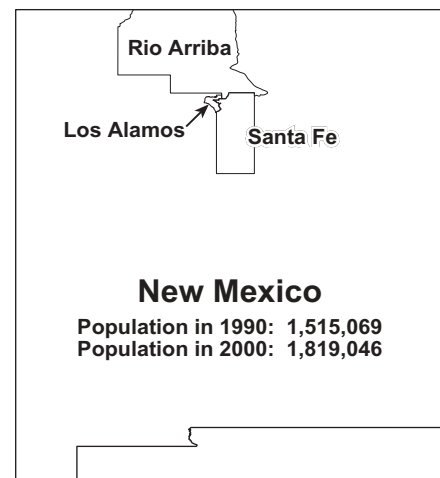 Rio Arriba
Los Alamos
Santa Fe
New Mexico
Population in 1990: 1,515,069
Population in 2000: 1,819,046